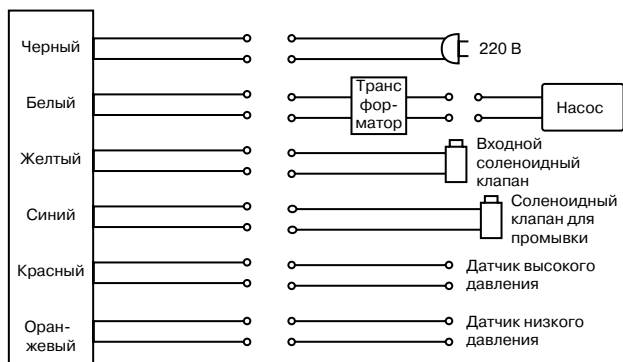 Черный
220 В
Белый
Транс
фор-
матор
Насос
Желтый
Входной
соленоидный
клапан
Синий
Соленоидный
клапан для
промывки
Красный
Датчик высокого
давления
Оран-
жевый
Датчик низкого
давления